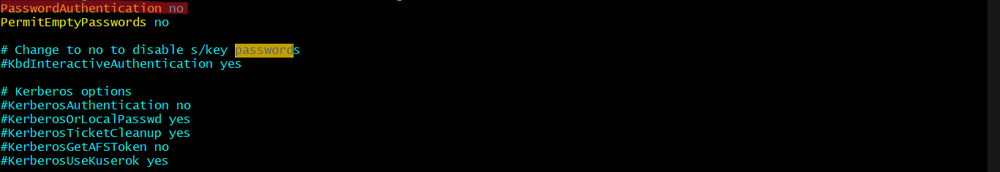 PasswordAuthentication no
PermitEmptyPasswords no
# Change to no to disable s/key passwords
#KbdInteractiveAuthentication yes
# Kerberos options
#KerberosAuthentication no
#KerberosOrLocalPasswd yes
#KerberosTicketCleanup yes
#KerberosGetAFSToken no
#KerberosUseKuserok yes